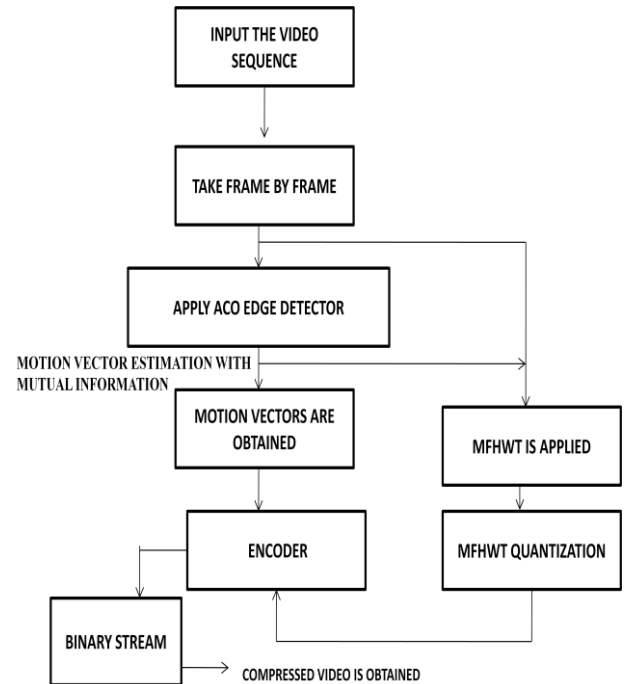 INPUT THE VIDEO
SEQUENCE
TAKE FRAME BY FRAME
APPLY ACO EDGE DETECTOR
MOTION VECTOR ESTIMATION WITH
MUTUAL INFORMATION
MOTION VECTORS ARE
OBTAINED
MFHWT IS APPLIED
ENCODER
MFHWT QUANTIZATION
BINARY STREAM
COMPRESSED VIDEO IS OBTAINED